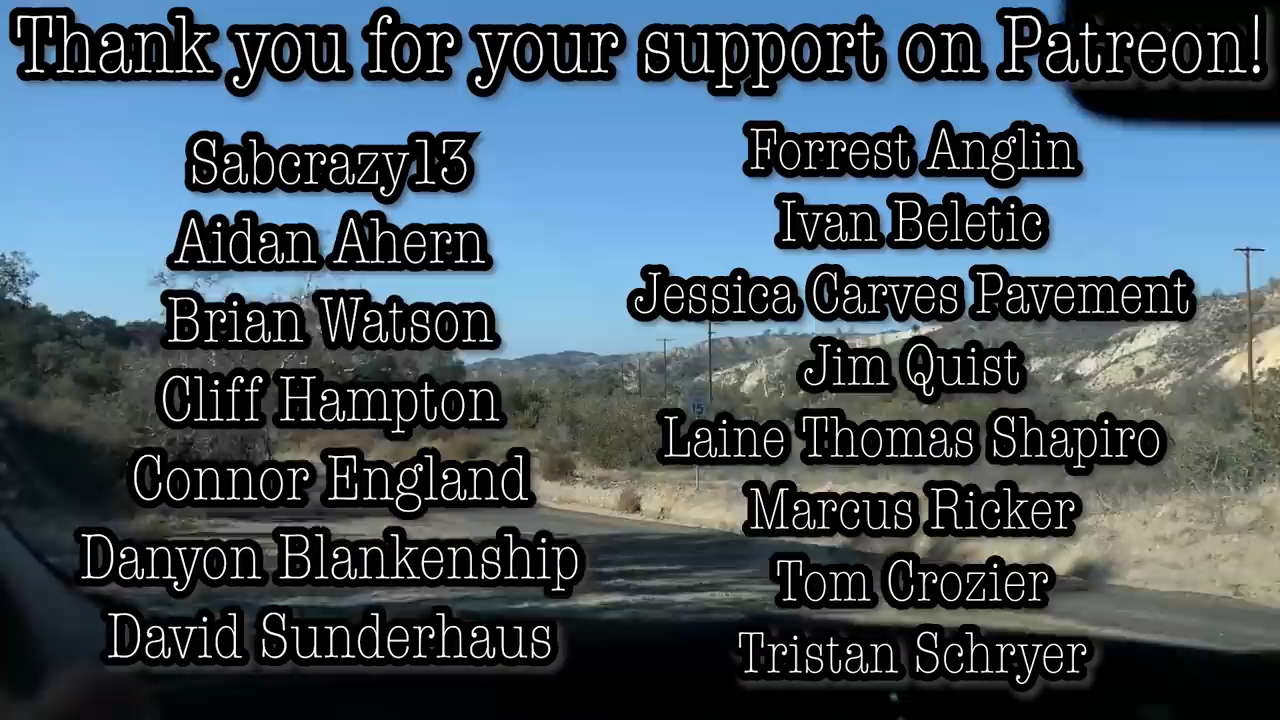 Thank you for your support on Patreon!
Sabcrazy13
Aidan Ahern
Brian Watson
Cliff Hampton
Connor England
Danyon Blankenship
David Sunderhaus
Forrest Anglin
Ivan Beletic
Jessica Carves Pavement
Jim Quist
Laine Thomas Shapiro
Marcus Ricker
Tom Crozier
Tristan Schryer
15